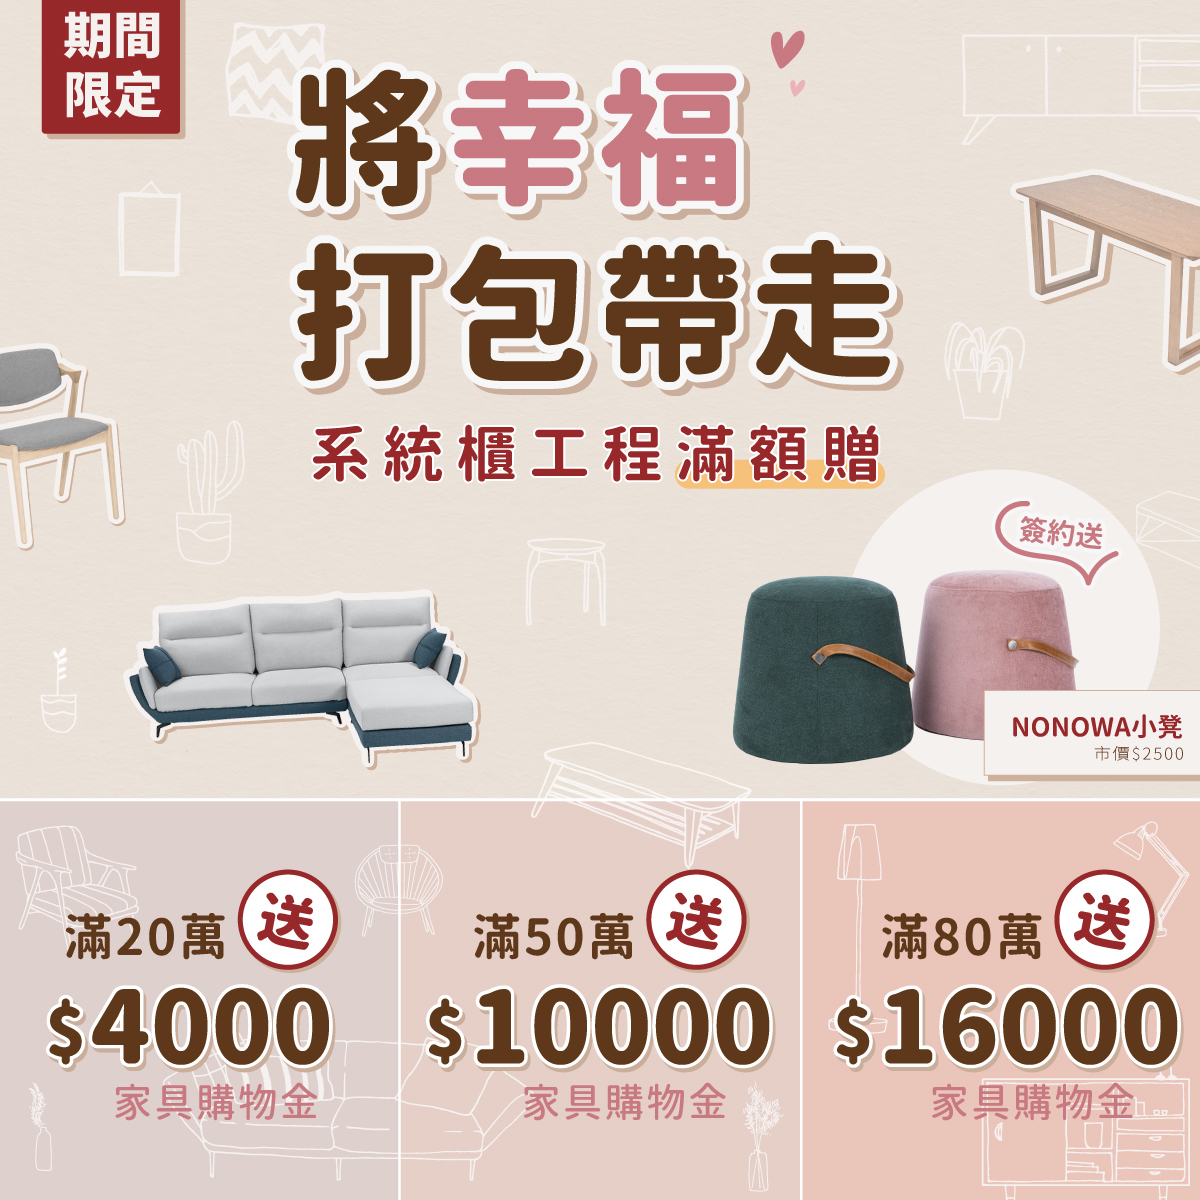 期間
限定
將幸福
打包帶走
系統櫃工程滿額贈
簽約送
NONOWA小凳
市價$2500
滿20萬 送
$4000
家具購物金
滿50萬 送
$10000
家具購物金
滿80萬 送
$16000
家具購物金